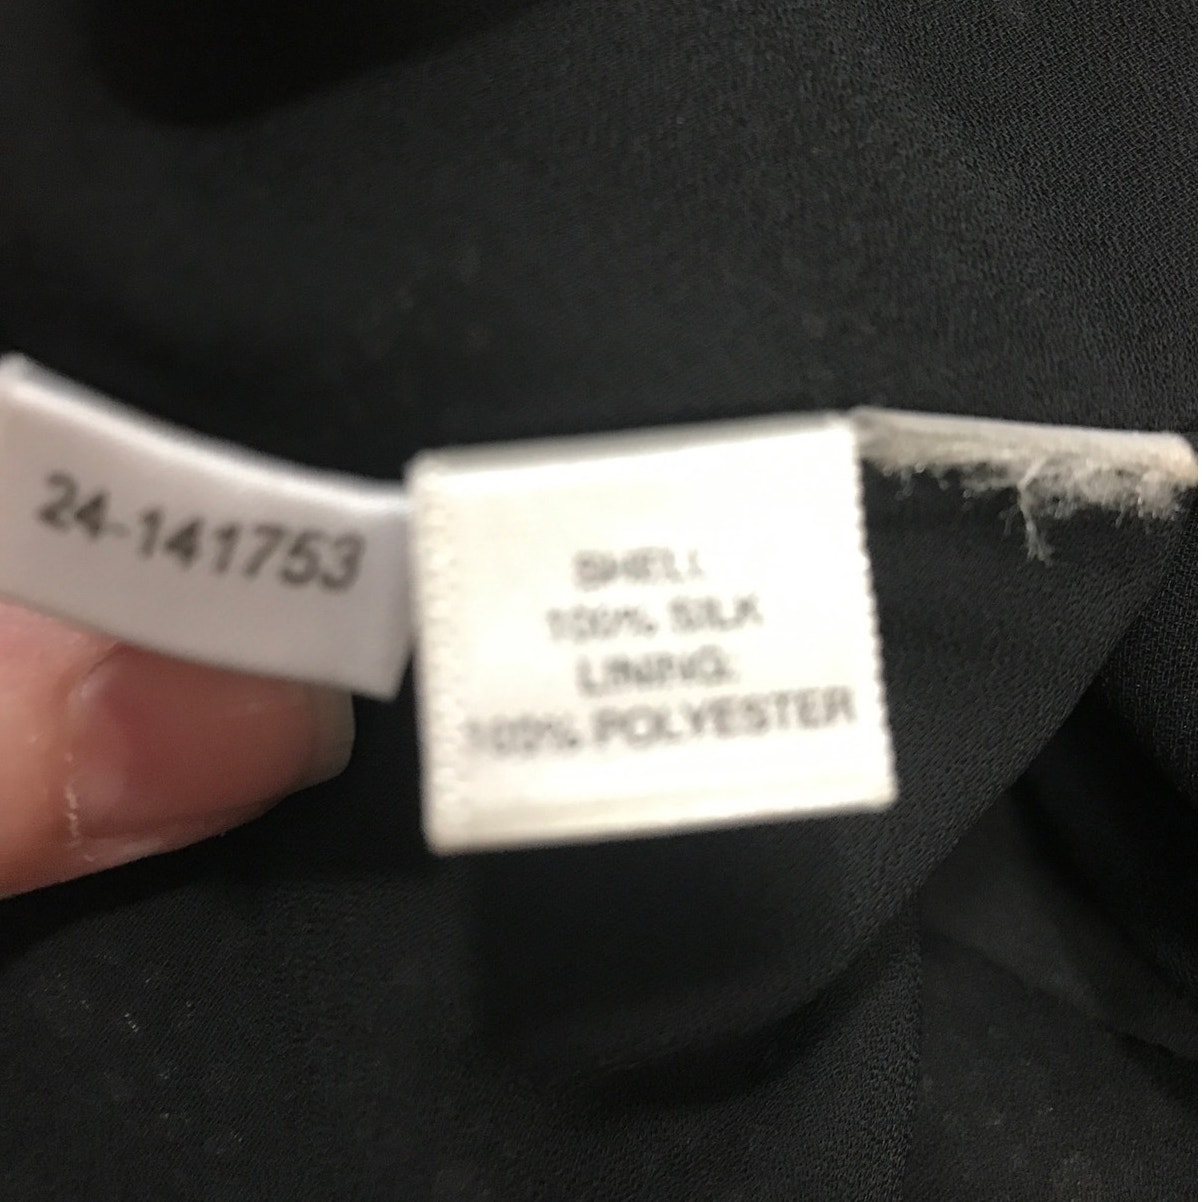 24-141753
SHELL
100% SILK
LINING:
100% POLYESTER